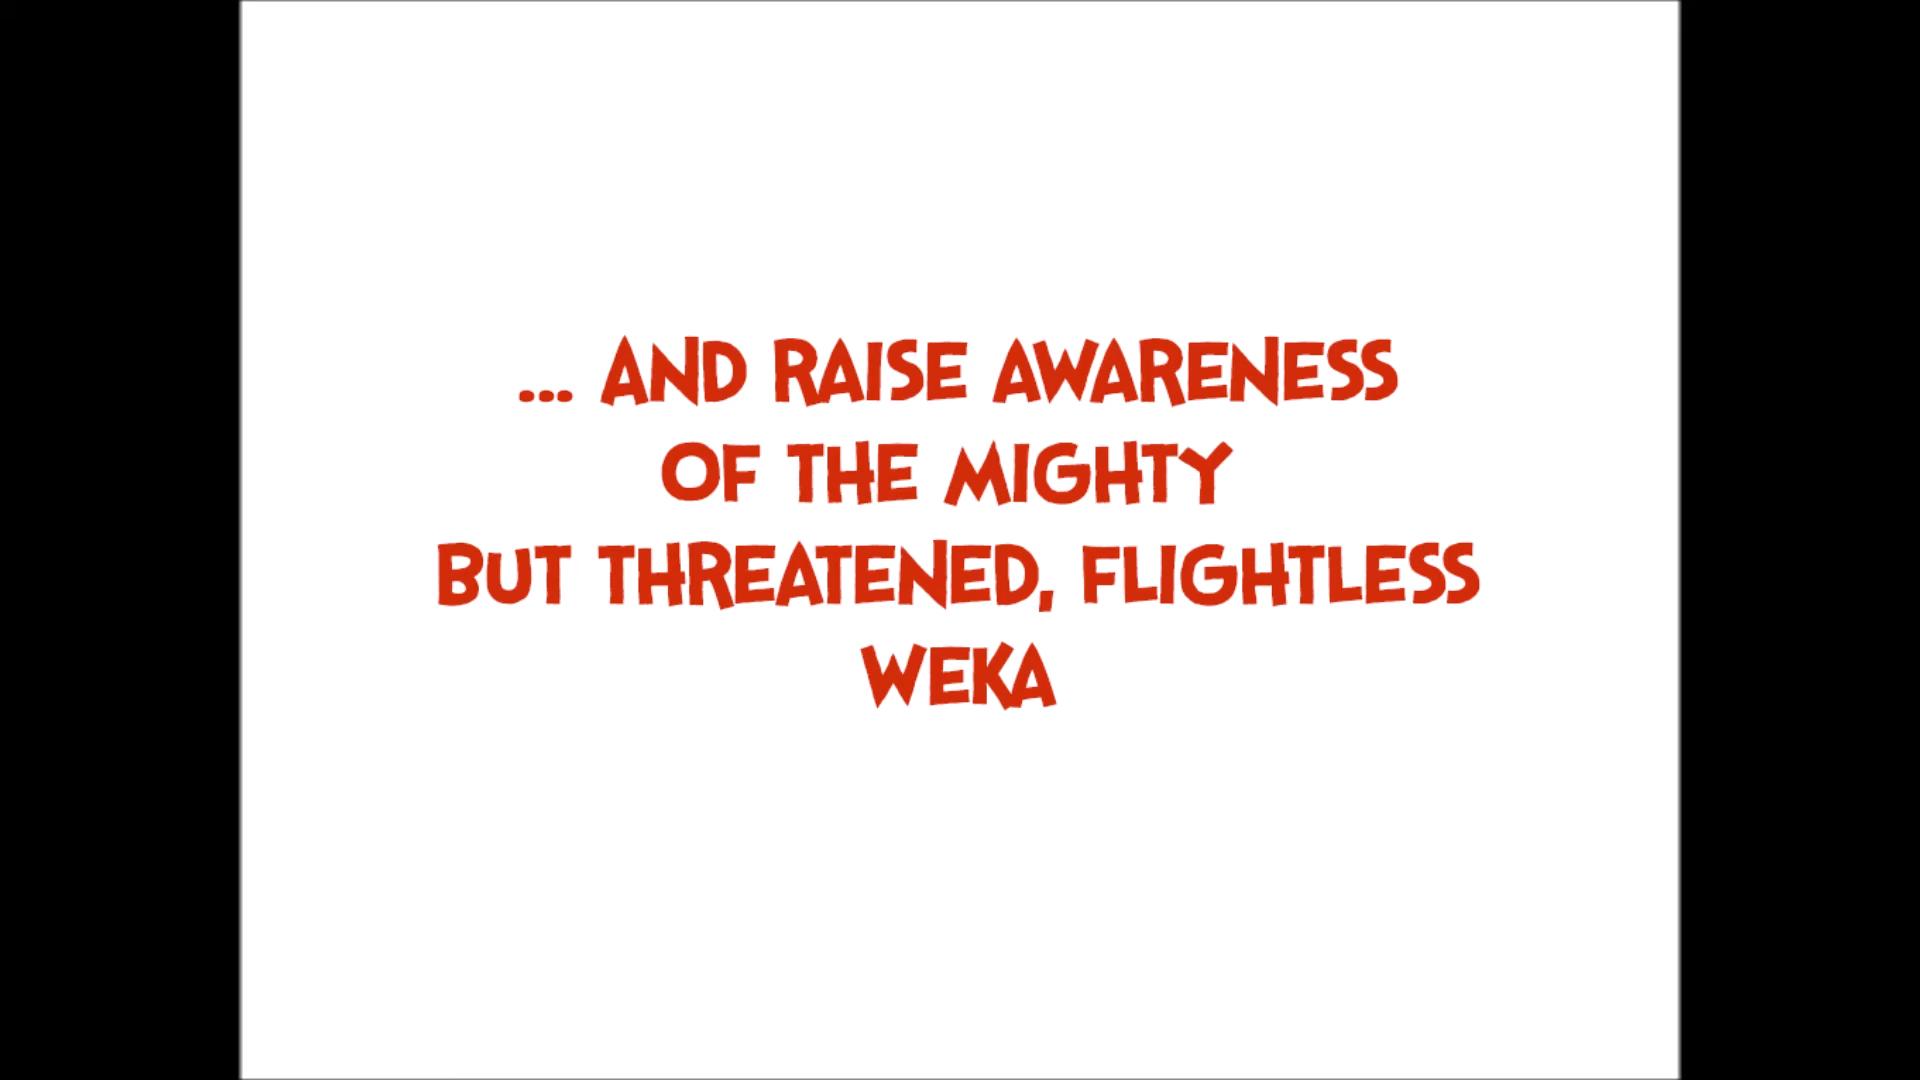 ... AND RAISE AWARENESS
OF THE MIGHTY
BUT THREATENED, FLIGHTLESS
WEKA